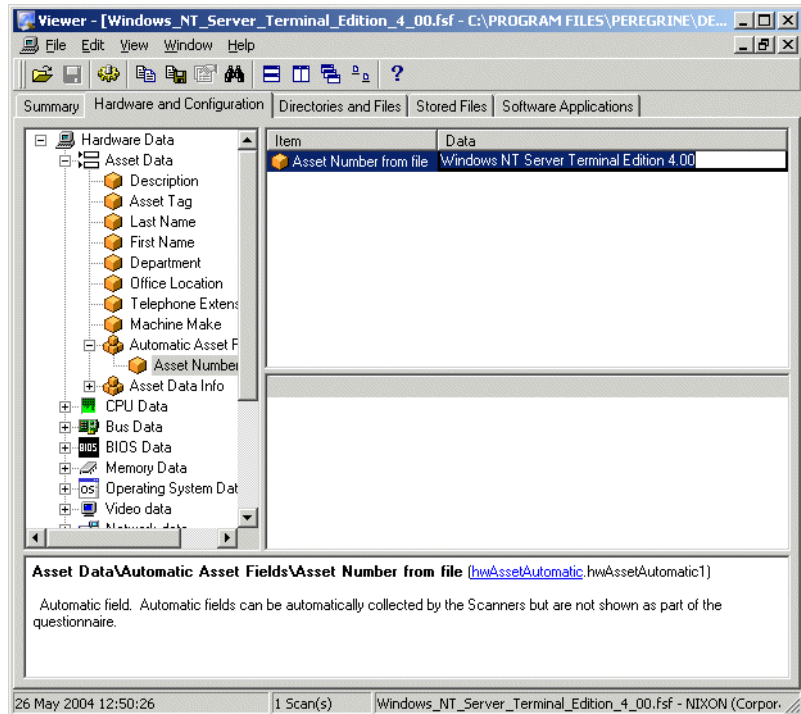 Viewer - [Windows_NT_Server_Terminal_Edition_4_00.fsf - C:\PROGRAM FILES\PEREGRINE\DE...
File Edit View Window Help
Summary Hardware and Configuration Directories and Files Stored Files Software Applications
Hardware Data
Asset Data
Description
Asset Tag
Last Name
First Name
Department
Office Location
Telephone Extens
Machine Make
Automatic Asset F
Asset Number
Asset Data Info
CPU Data
Bus Data
BIOS BIOS Data
Memory Data
OS Operating System Dat
Video data
Network data
Item Data
Asset Number from file Windows NT Server Terminal Edition 4.00
Asset Data\Automatic Asset Fields\Asset Number from file (hwAssetAutomatic.hwAssetAutomatic1)
Automatic field. Automatic fields can be automatically collected by the Scanners but are not shown as part of the
questionnaire.
26 May 2004 12:50:26 1 Scan(s) Windows_NT_Server_Terminal_Edition_4_00.fsf - NIXON (Corpor